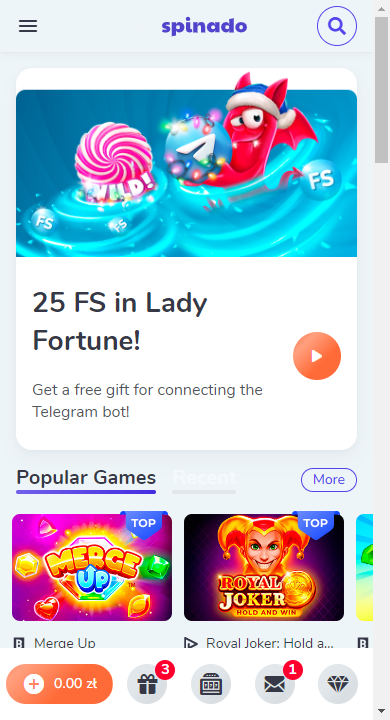 spinado
WILD!
FS
FS
FS
25 FS in Lady
Fortune!
Get a free gift for connecting the
Telegram bot!
Popular Games
Recent
More
TOP
TOP
MERGE
UP
TM
ROYAL
JOKER
HOLD AND WIN
Merge Up
Royal Joker: Hold a...
0.00 zł
3
1